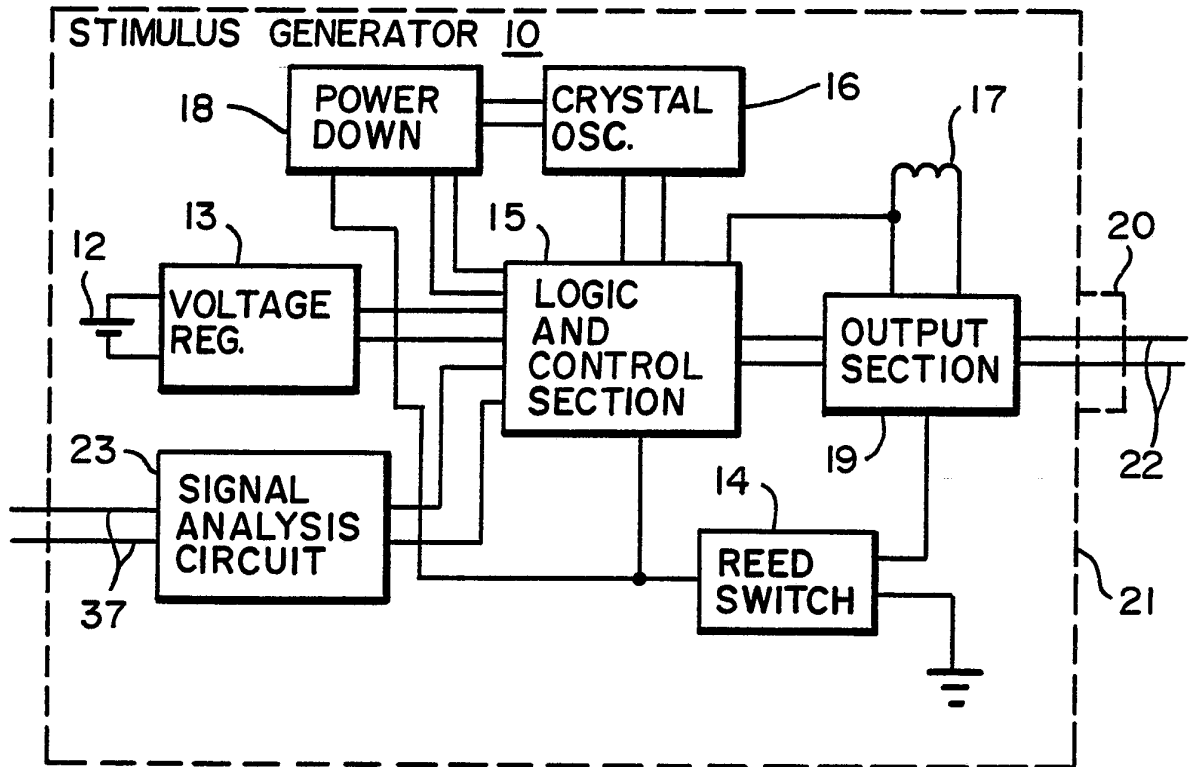 STIMULUS GENERATOR 10
18
POWER
DOWN
CRYSTAL
OSC.
16
17
12
13
VOLTAGE
REG.
15
LOGIC
AND
CONTROL
SECTION
20
OUTPUT
SECTION
19
22
23
SIGNAL
ANALYSIS
CIRCUIT
37
14
REED
SWITCH
21